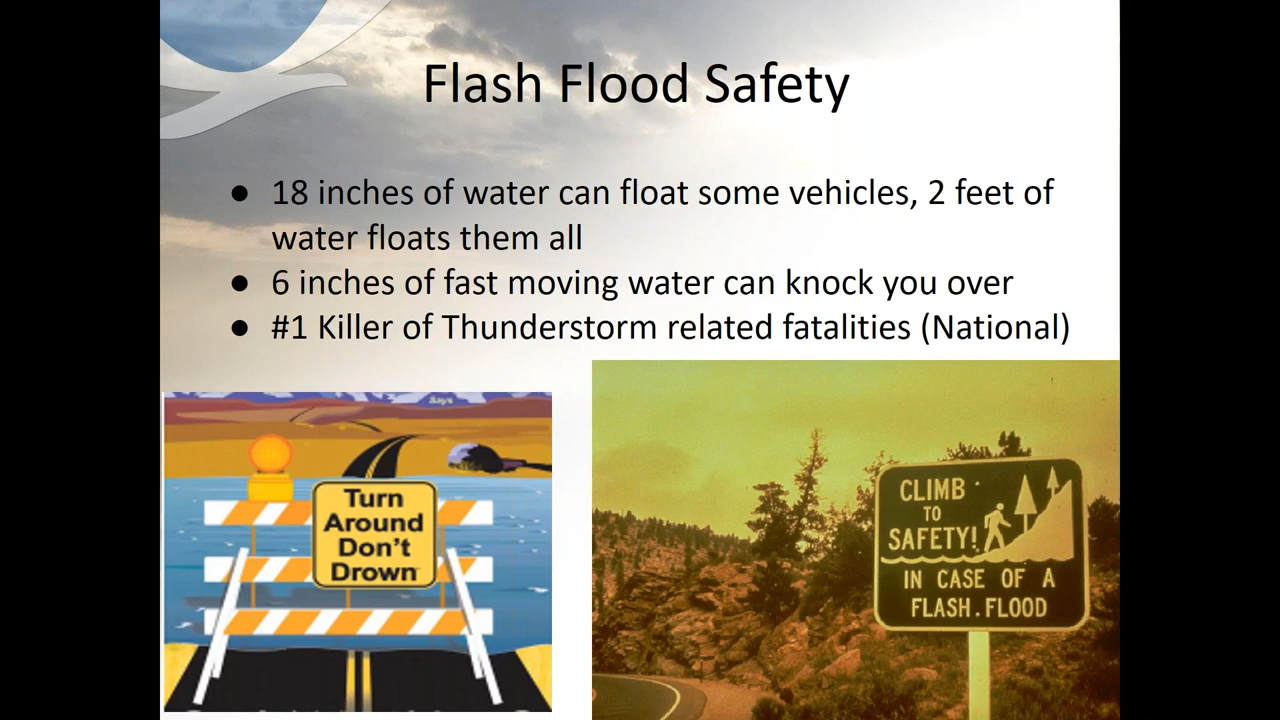 Flash Flood Safety
● 18 inches of water can float some vehicles, 2 feet of
water floats them all
● 6 inches of fast moving water can knock you over
● #1 Killer of Thunderstorm related fatalities (National)
Says
Turn
Around
Don't
Drown
CLIMB
TO
SAFETY!
IN CASE OF A
FLASH FLOOD